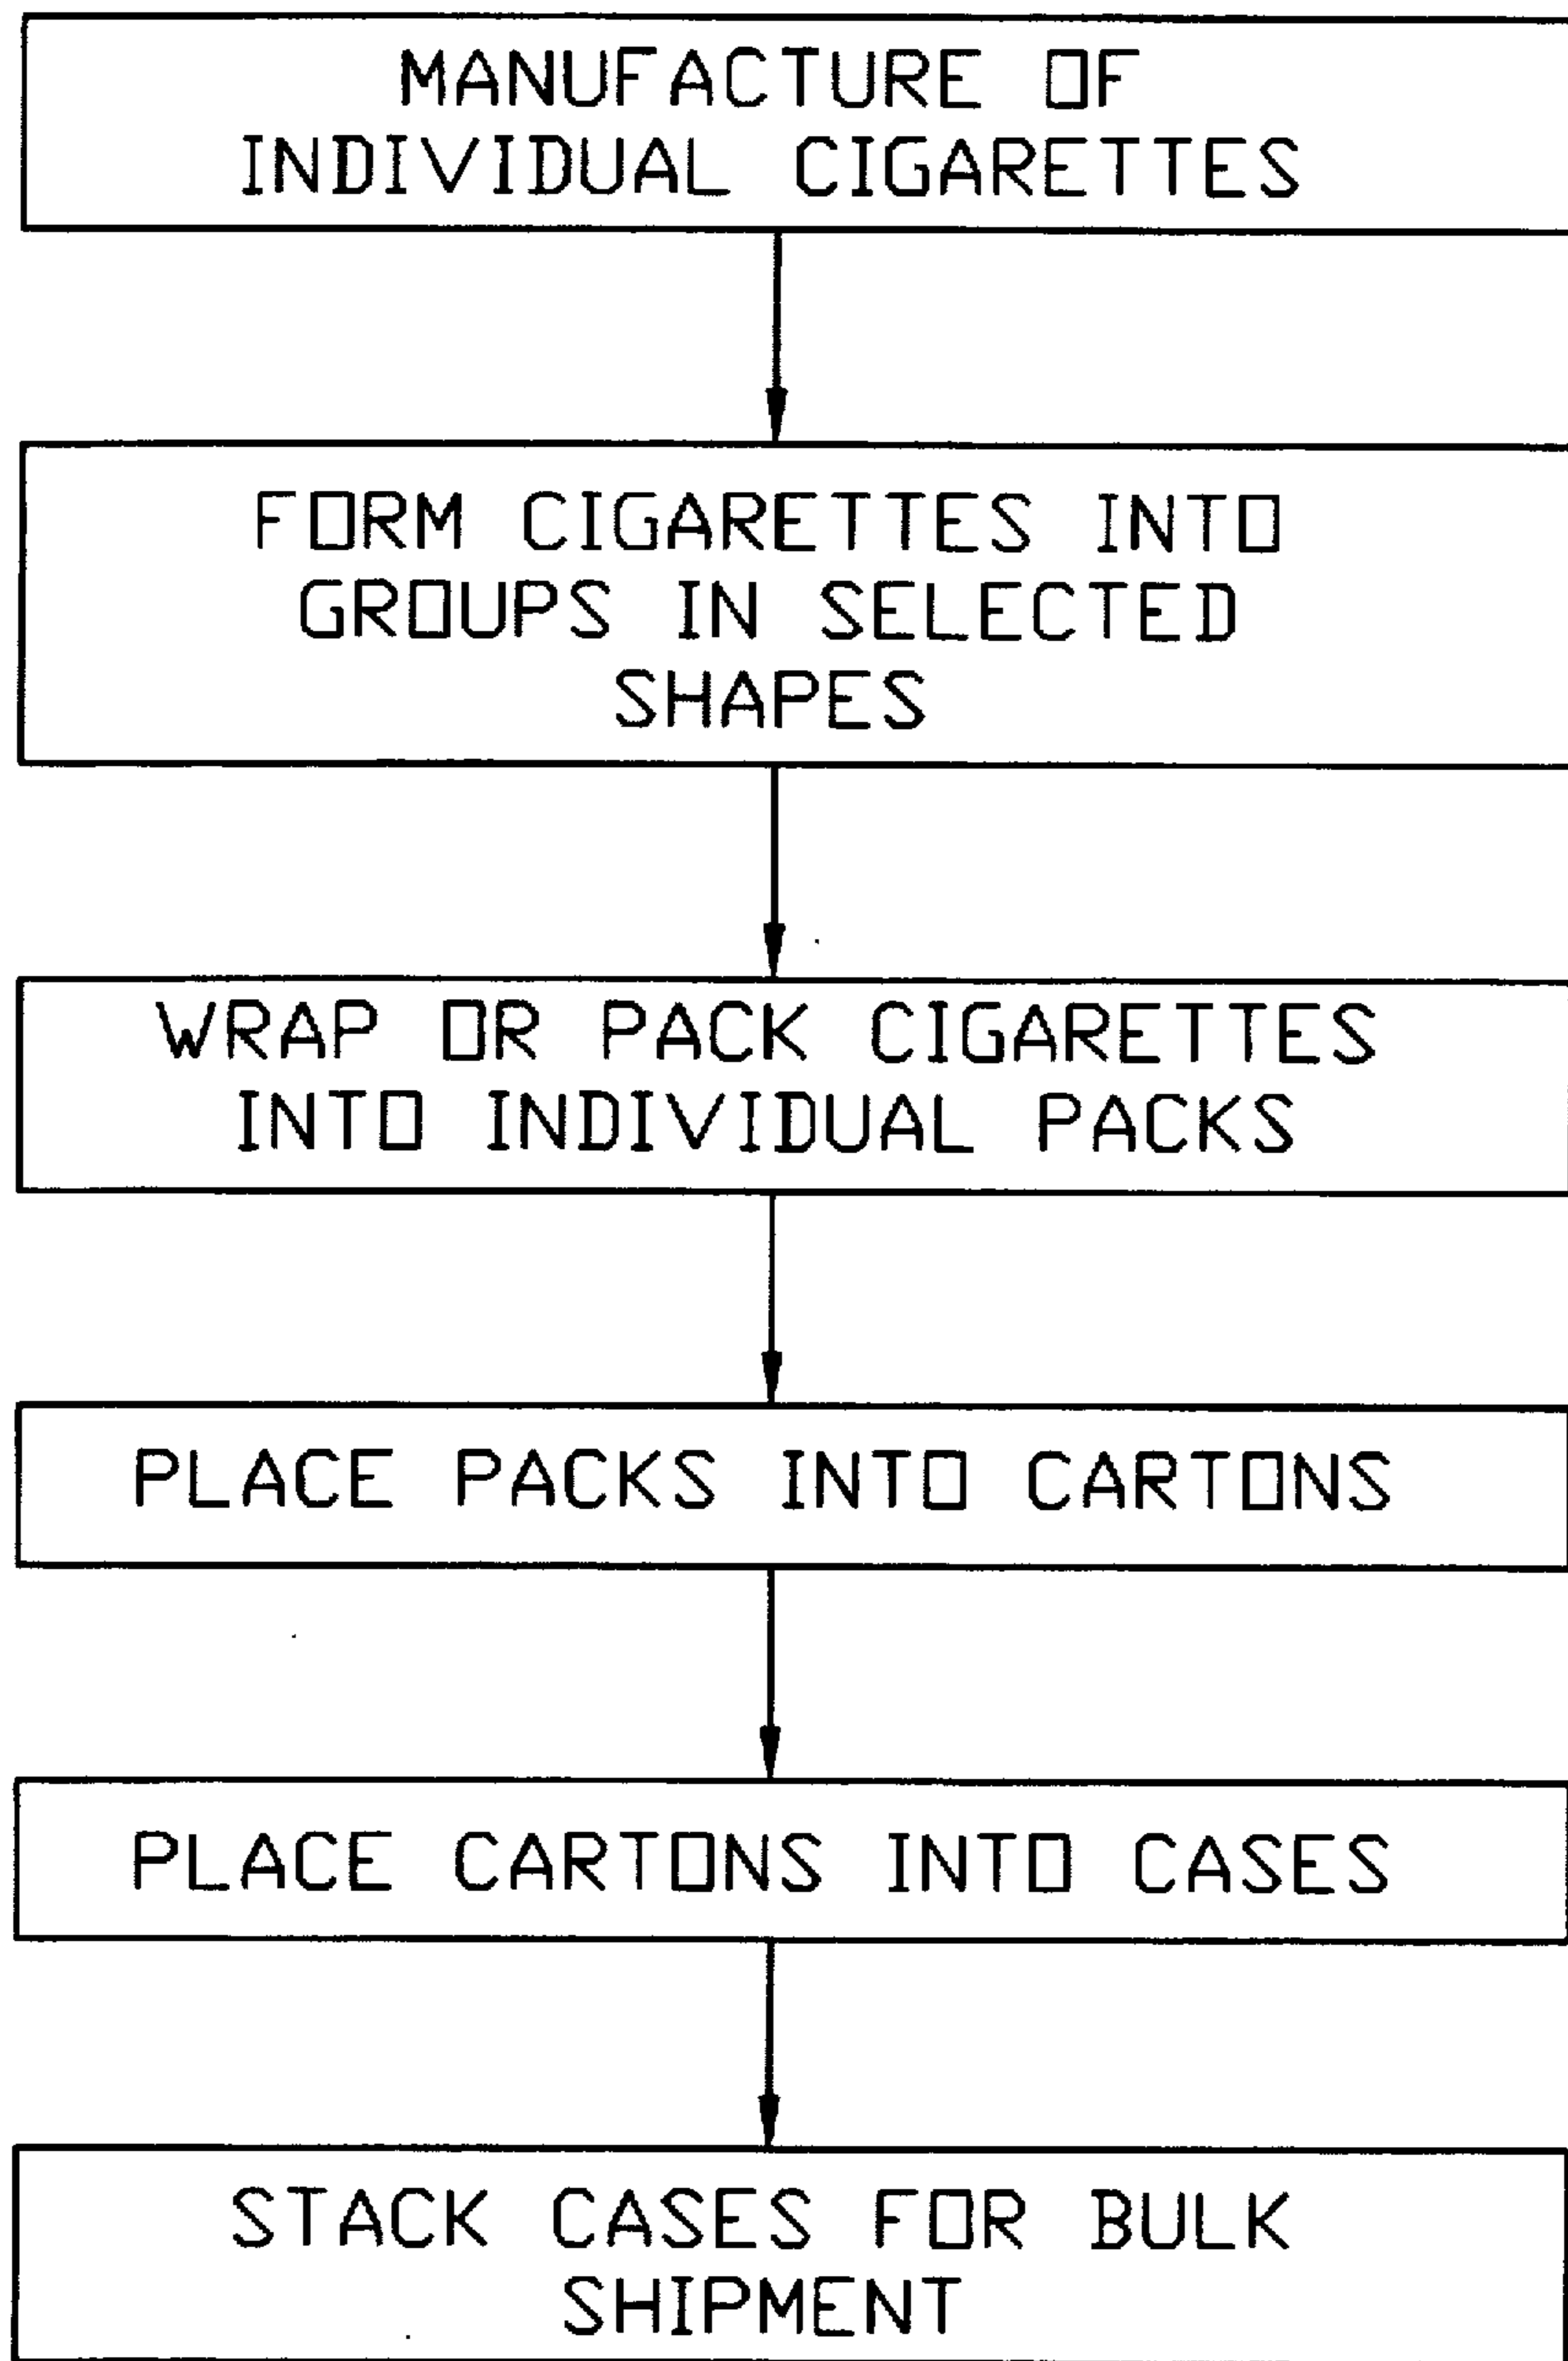 MANUFACTURE OF
INDIVIDUAL CIGARETTES
FORM CIGARETTES INTO
GROUPS IN SELECTED
SHAPES
WRAP OR PACK CIGARETTES
INTO INDIVIDUAL PACKS
PLACE PACKS INTO CARTONS
PLACE CARTONS INTO CASES
STACK CASES FOR BULK
SHIPMENT